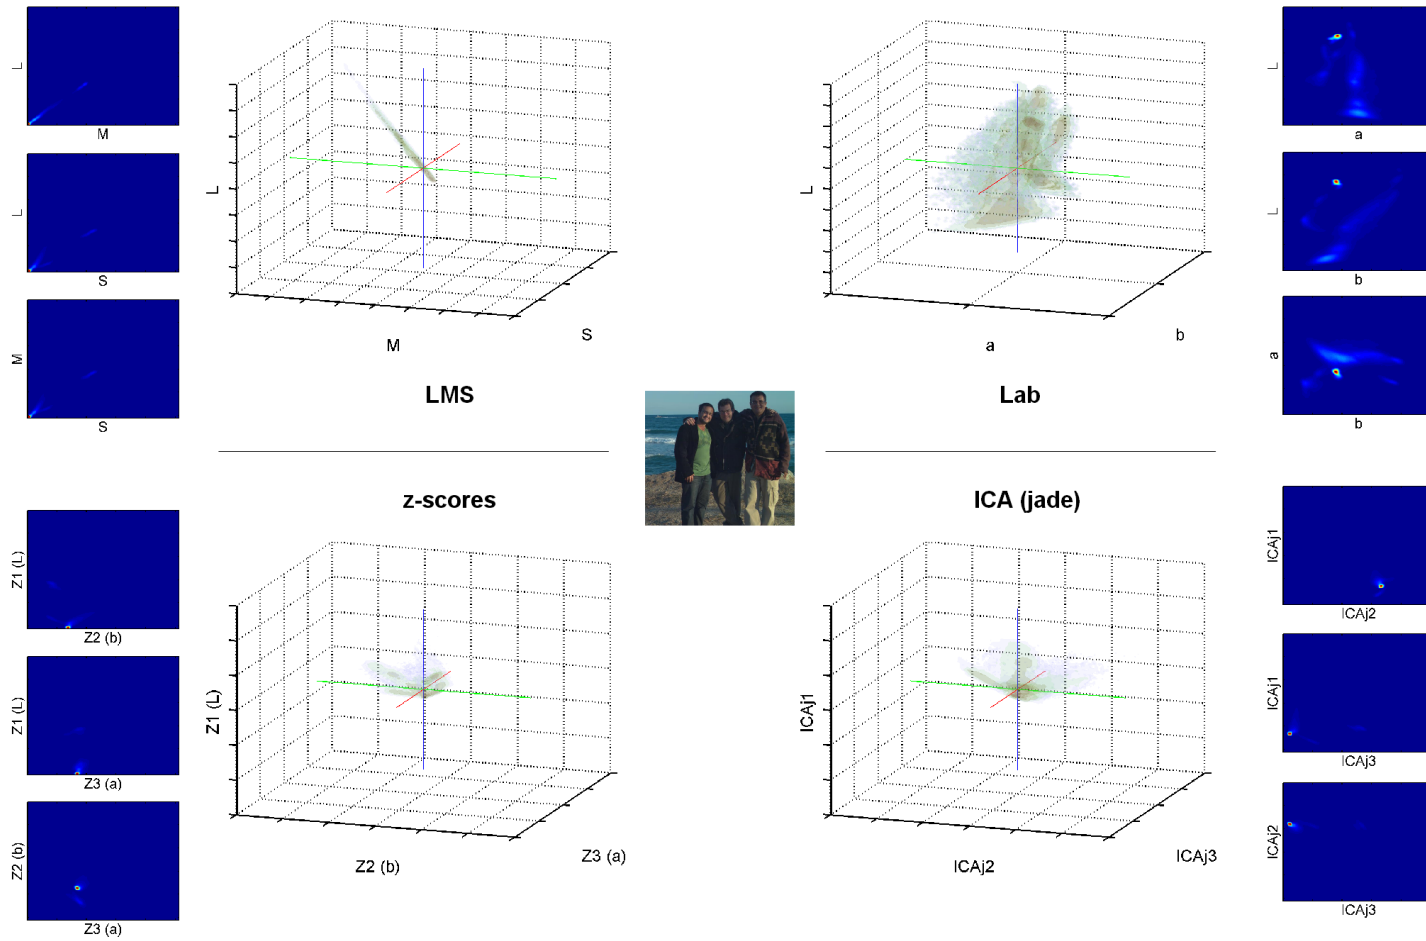 L
M
L
S
M
S
L
M
S
LMS
L
a
b
Lab
L
a
L
b
a
b
z-scores
Z1 (L)
Z2 (b)
Z1 (L)
Z3 (a)
Z2 (b)
Z3 (a)
Z1 (L)
Z2 (b)
Z3 (a)
ICA (jade)
ICAj1
ICAj2
ICAj3
ICAj1
ICAj2
ICAj1
ICAj3
ICAj2
ICAj3